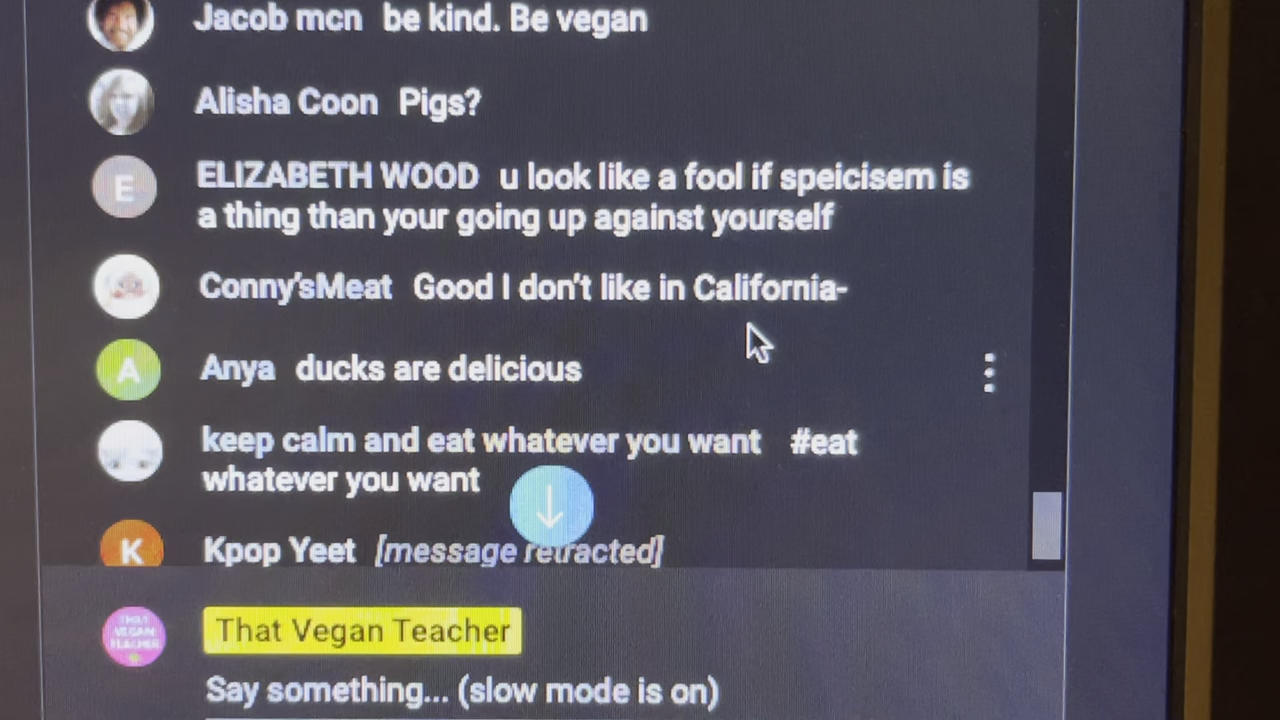 Jacob mcn be kind. Be vegan
Alisha Coon Pigs?
E
ELIZABETH WOOD u look like a fool if speicisem is
a thing than your going up against yourself
Conny'sMeat Good I don't like in California-
A
Anya ducks are delicious
keep calm and eat whatever you want #eat
whatever you want
K
Kpop Yeet [message retracted]
THAT
VEGAN
TEACHER
That Vegan Teacher
Say something... (slow mode is on)